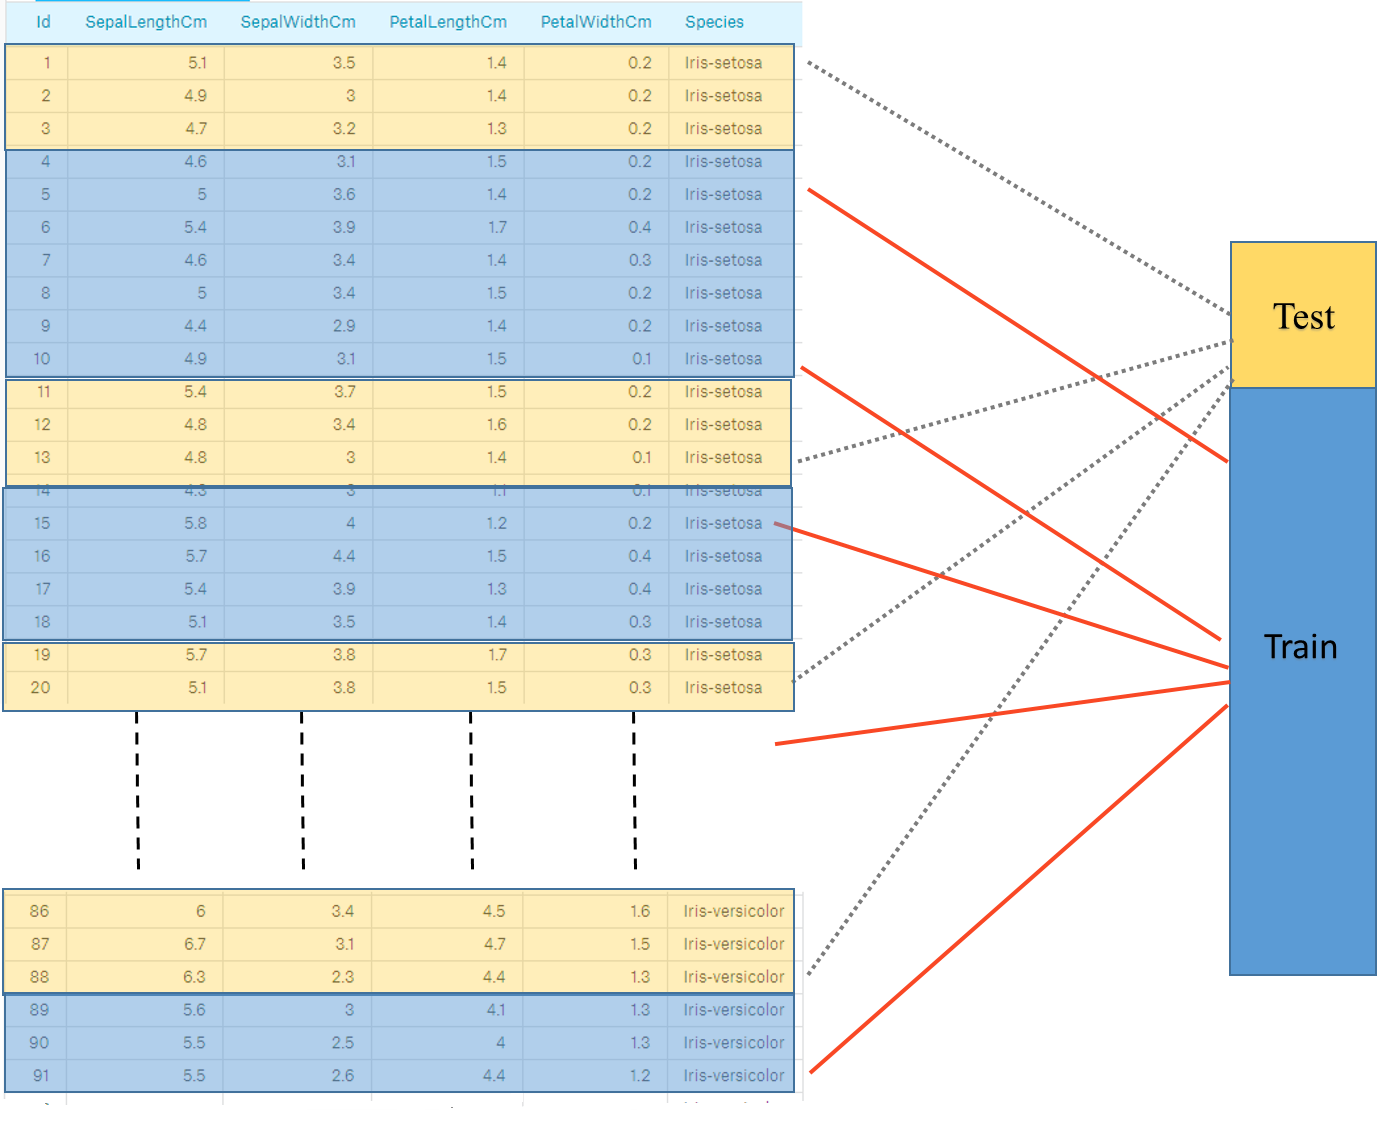 Id SepalLengthCm SepalWidthCm PetalLengthCm PetalWidthCm Species
1 5.1 3.5 1.4 0.2 Iris-setosa
2 4.9 3 1.4 0.2 Iris-setosa
3 4.7 3.2 1.3 0.2 Iris-setosa
4 4.6 3.1 1.5 0.2 Iris-setosa
5 5 3.6 1.4 0.2 Iris-setosa
6 5.4 3.9 1.7 0.4 Iris-setosa
7 4.6 3.4 1.4 0.3 Iris-setosa
8 5 3.4 1.5 0.2 Iris-setosa
9 4.4 2.9 1.4 0.2 Iris-setosa
10 4.9 3.1 1.5 0.1 Iris-setosa
11 5.4 3.7 1.5 0.2 Iris-setosa
12 4.8 3.4 1.6 0.2 Iris-setosa
13 4.8 3 1.4 0.1 Iris-setosa
14 4.3 3 1.1 0.1 Iris-setosa
15 5.8 4 1.2 0.2 Iris-setosa
16 5.7 4.4 1.5 0.4 Iris-setosa
17 5.4 3.9 1.3 0.4 Iris-setosa
18 5.1 3.5 1.4 0.3 Iris-setosa
19 5.7 3.8 1.7 0.3 Iris-setosa
20 5.1 3.8 1.5 0.3 Iris-setosa
86 6 3.4 4.5 1.6 Iris-versicolor
87 6.7 3.1 4.7 1.5 Iris-versicolor
88 6.3 2.3 4.4 1.3 Iris-versicolor
89 5.6 3 4.1 1.3 Iris-versicolor
90 5.5 2.5 4 1.3 Iris-versicolor
91 5.5 2.6 4.4 1.2 Iris-versicolor
Test
Train